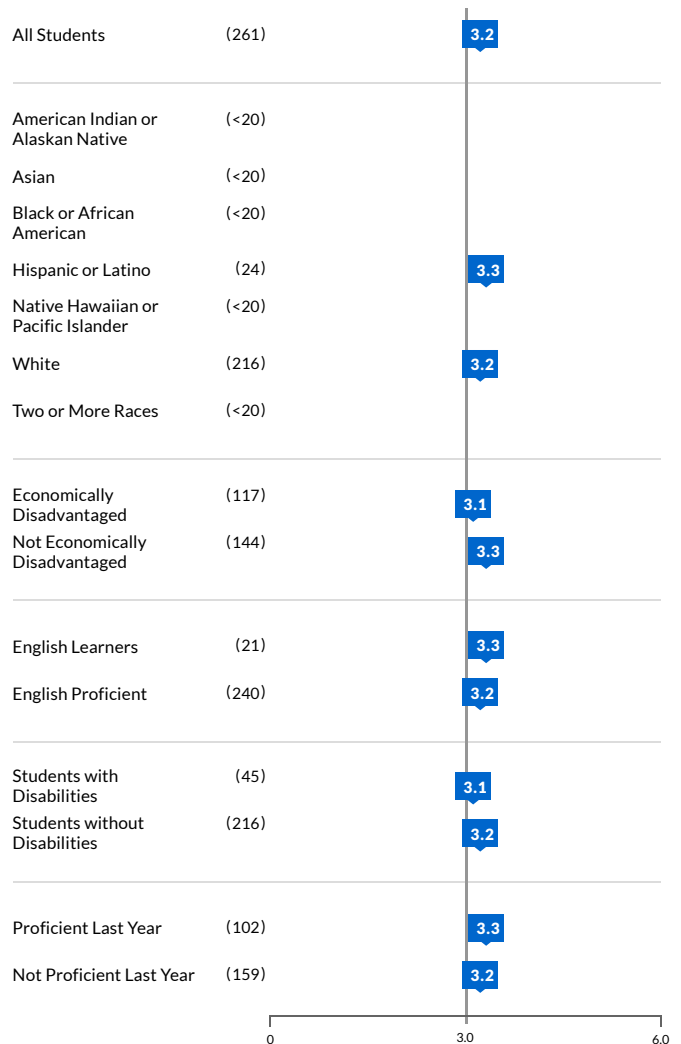 All Students (261) 3.2
American Indian or (<20)
Alaskan Native
Asian (<20)
Black or African (<20)
American
Hispanic or Latino (24) 3.3
Native Hawaiian or (<20)
Pacific Islander
White (216) 3.2
Two or More Races (<20)
Economically (117) 3.1
Disadvantaged
Not Economically (144) 3.3
Disadvantaged
English Learners (21) 3.3
English Proficient (240) 3.2
Students with (45) 3.1
Disabilities
Students without (216) 3.2
Disabilities
Proficient Last Year (102) 3.3
Not Proficient Last Year (159) 3.2
0 3.0 6.0